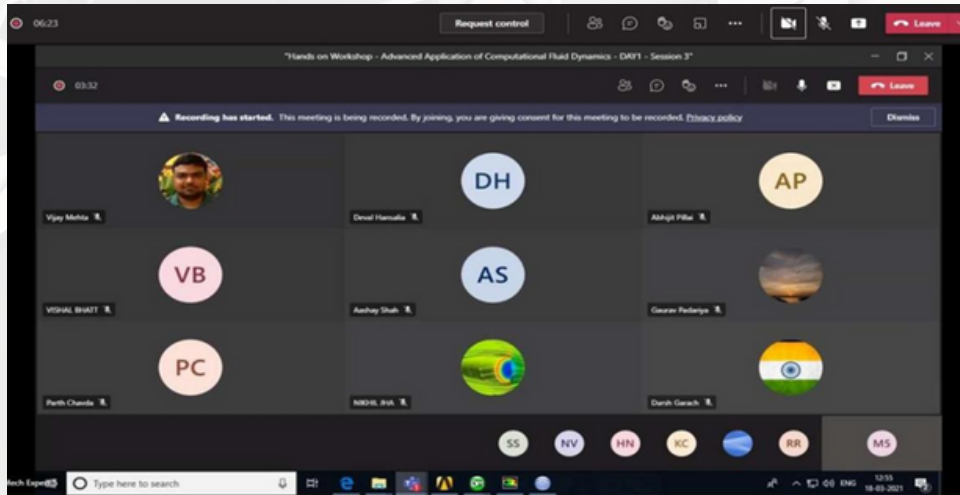 06:23
Request control
Leave
"Hands on Workshop - Advanced Application of Computational Fluid Dynamics - DAY1 - Session 3"
03:32
Leave
Recording has started. This meeting is being recorded. By joining, you are giving consent for this meeting to be recorded. Privacy policy
Dismiss
DH
AP
Vijay Mehta
Deval Hansalia
Abhijit Pillai
VB
AS
VISHAL BHATT
Aashay Shah
Gaurav Padariya
PC
Parth Chavda
NIKHIL JHA
Darsh Garach
SS
NV
HN
KC
RR
MS
Type here to search
ENG
12:55
18-03-2021